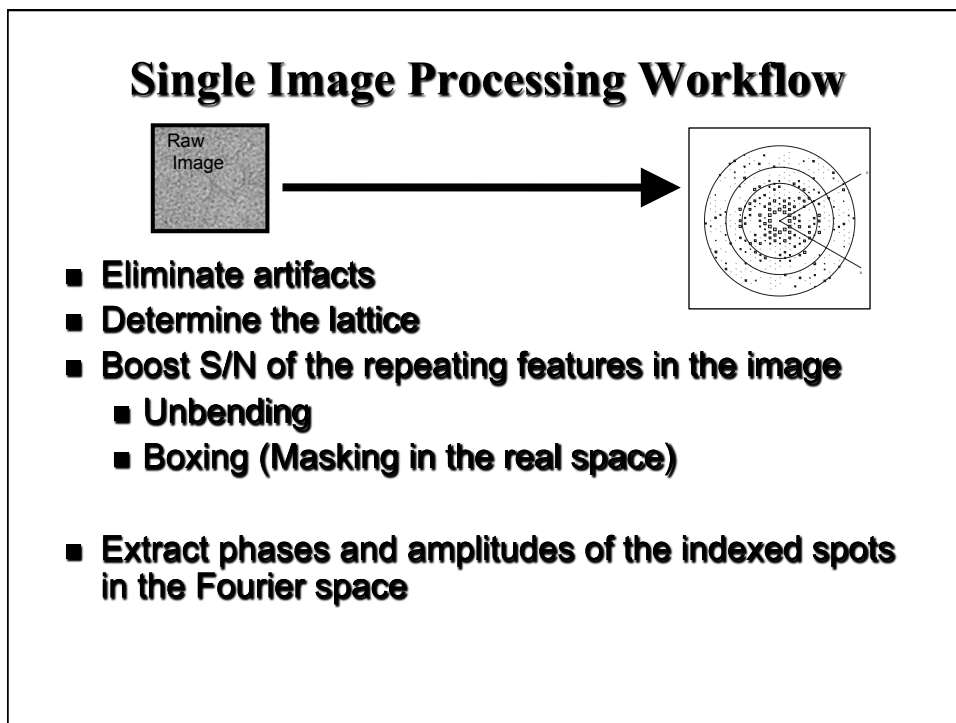 Single Image Processing Workflow
Raw
Image
Eliminate artifacts
Determine the lattice
Boost S/N of the repeating features in the image
Unbending
Boxing (Masking in the real space)
Extract phases and amplitudes of the indexed spots
in the Fourier space